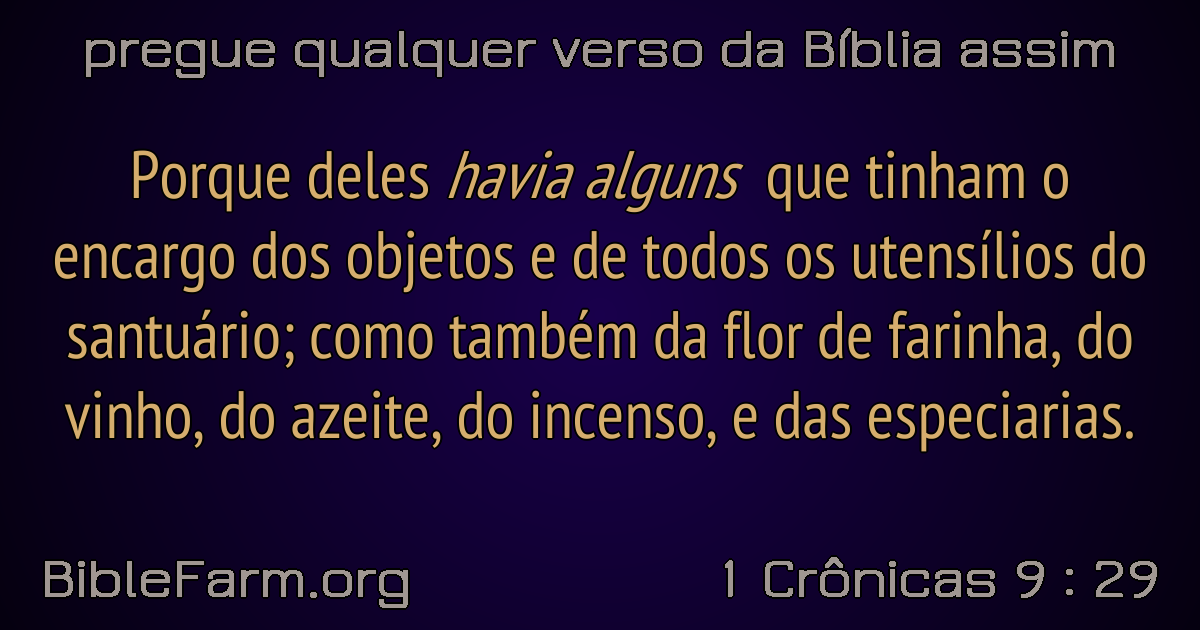 pregue qualquer verso da Bíblia assim
Porque deles havia alguns que tinham o
encargo dos objetos e de todos os utensílios do
santuário; como também da flor de farinha, do
vinho, do azeite, do incenso, e das especiarias.
BibleFarm.org
1 Crônicas 9 : 29